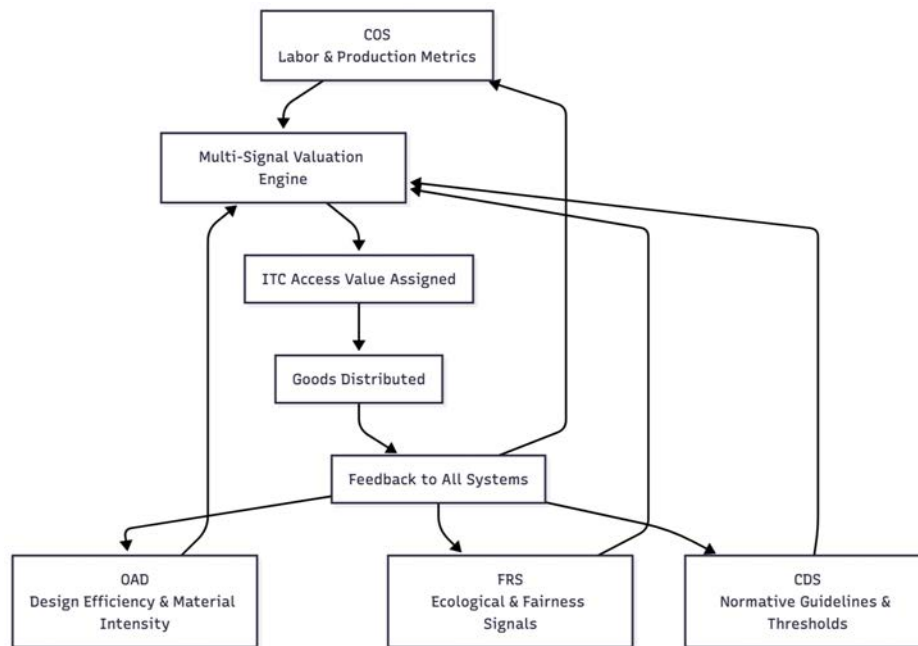 COS
Labor & Production Metrics
Multi-Signal Valuation
Engine
ITC Access Value Assigned
Goods Distributed
Feedback to All Systems
OAD
Design Efficiency & Material
Intensity
FRS
Ecological & Fairness
Signals
CDS
Normative Guidelines &
Thresholds